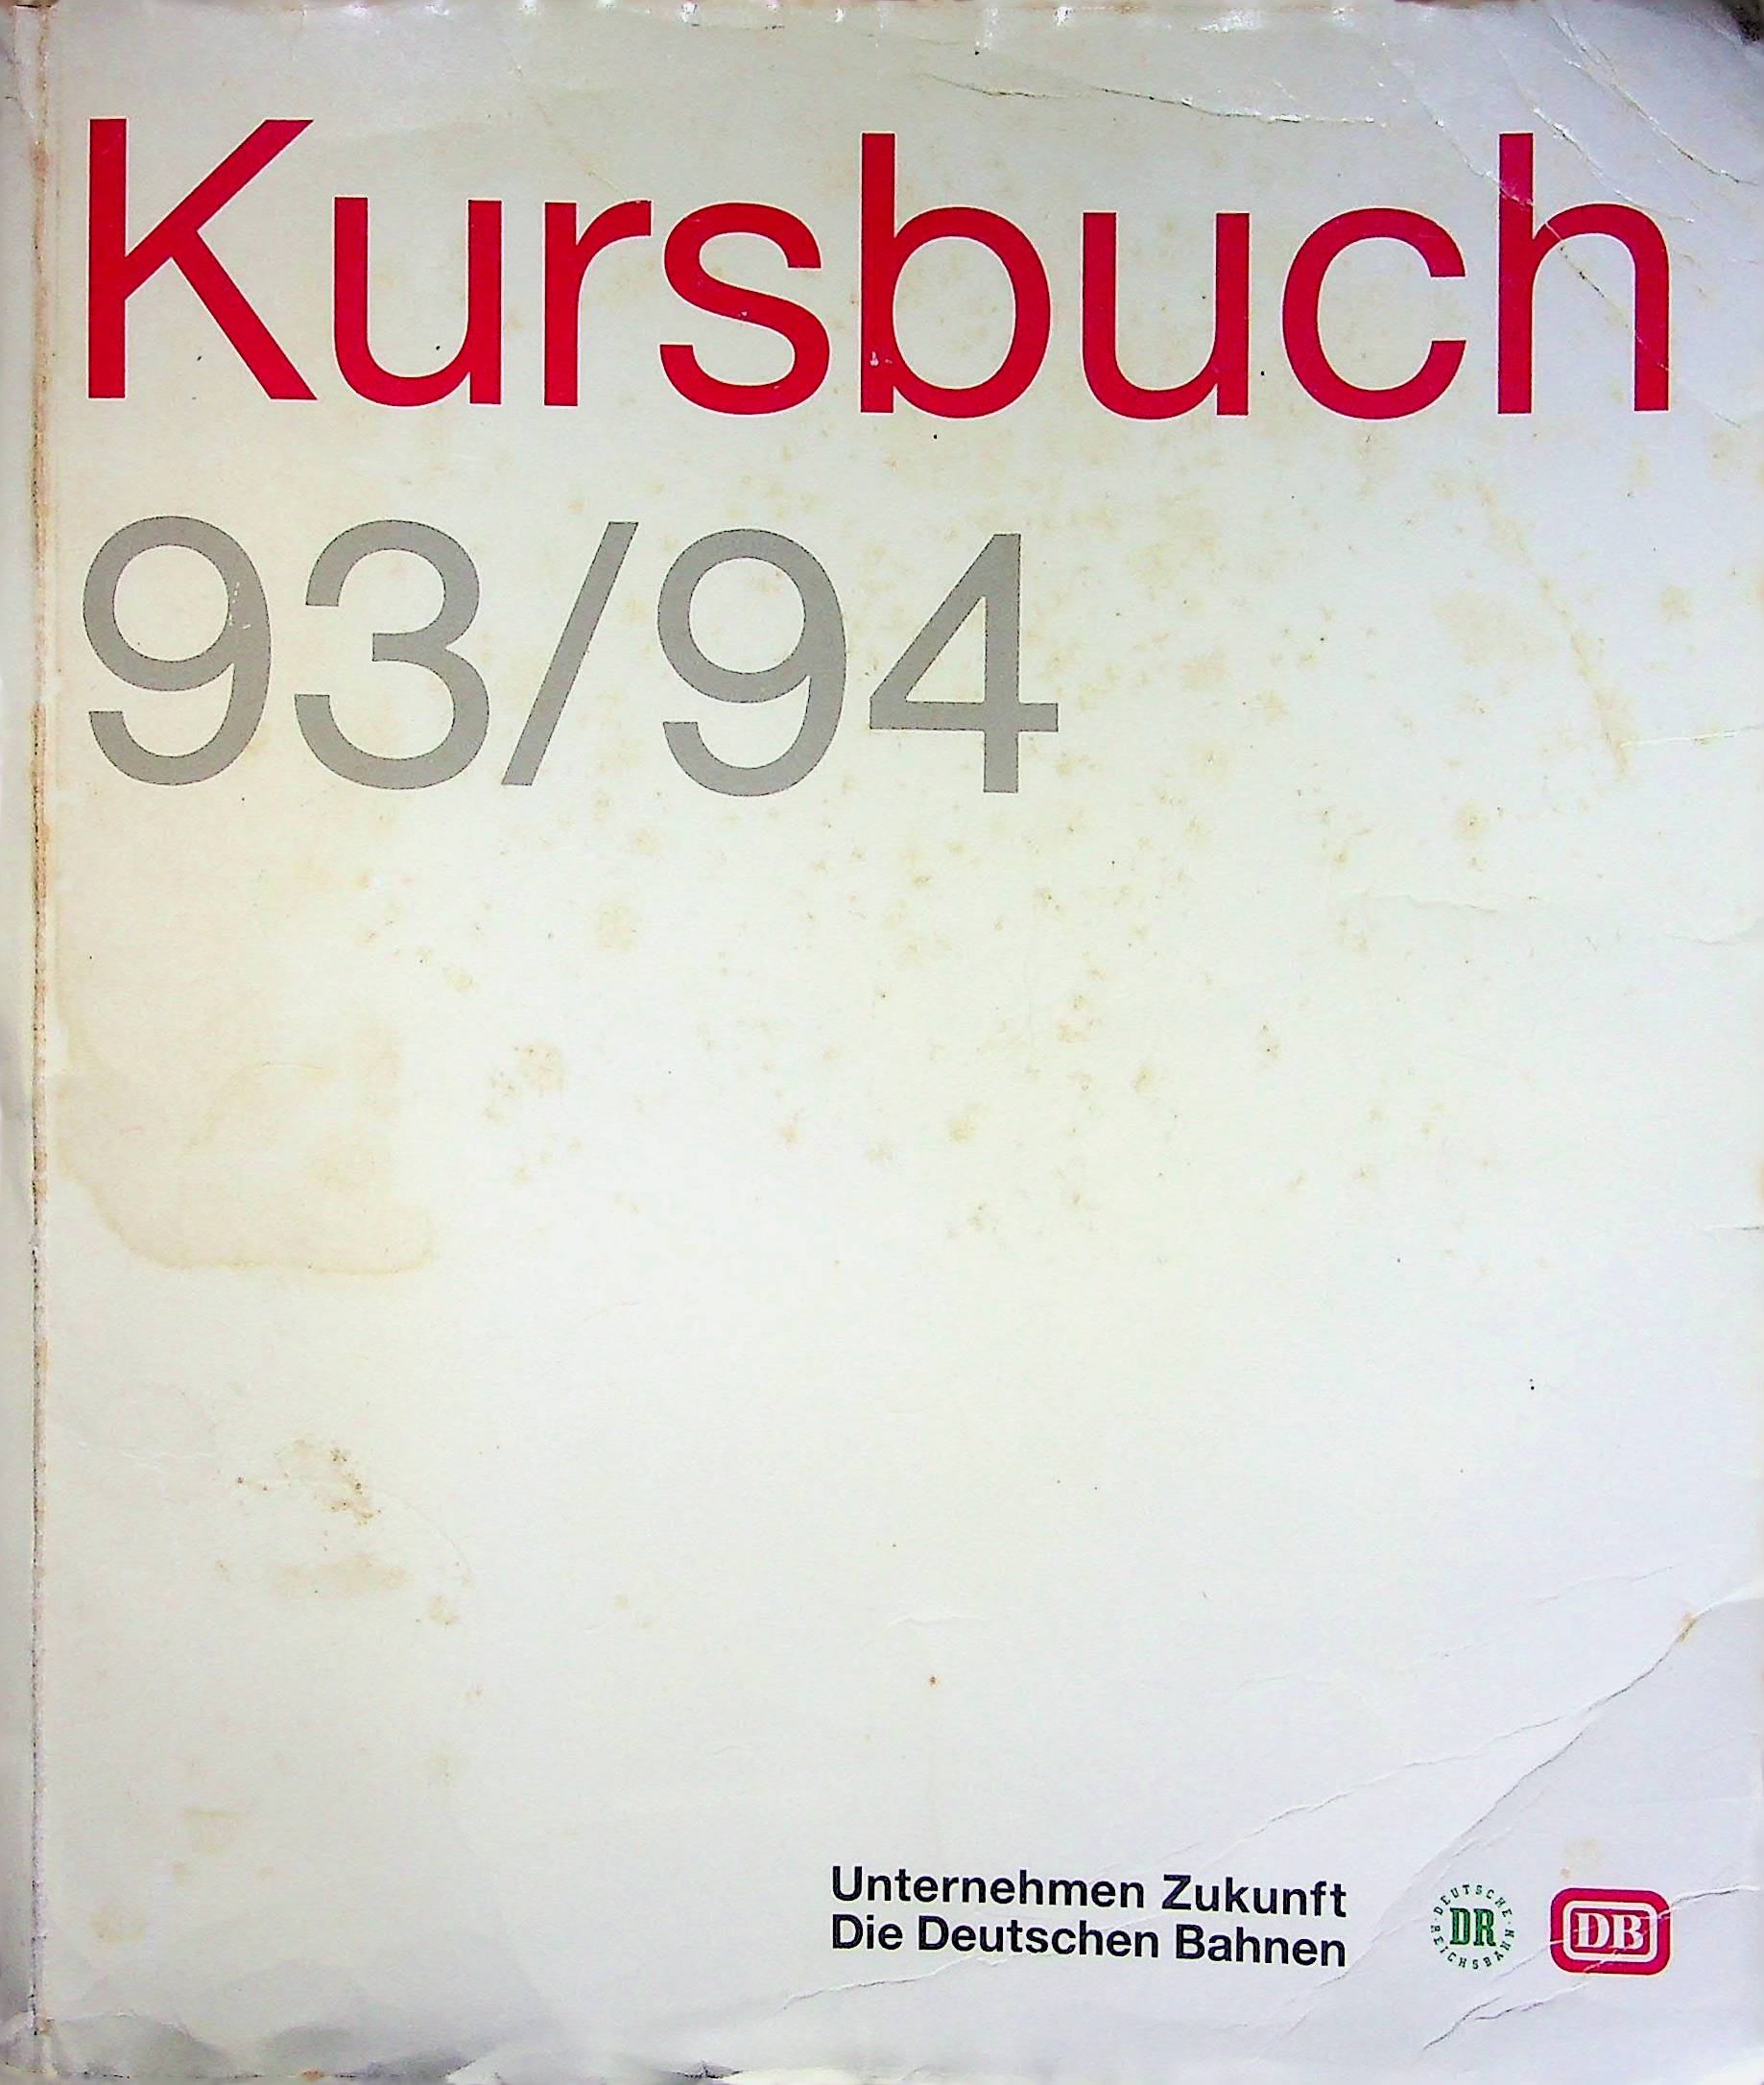 Kursbuch
93/94
Unternehmen Zukunft
Die Deutschen Bahnen
DEUTSCHE REICHSBAHN
DR
DB